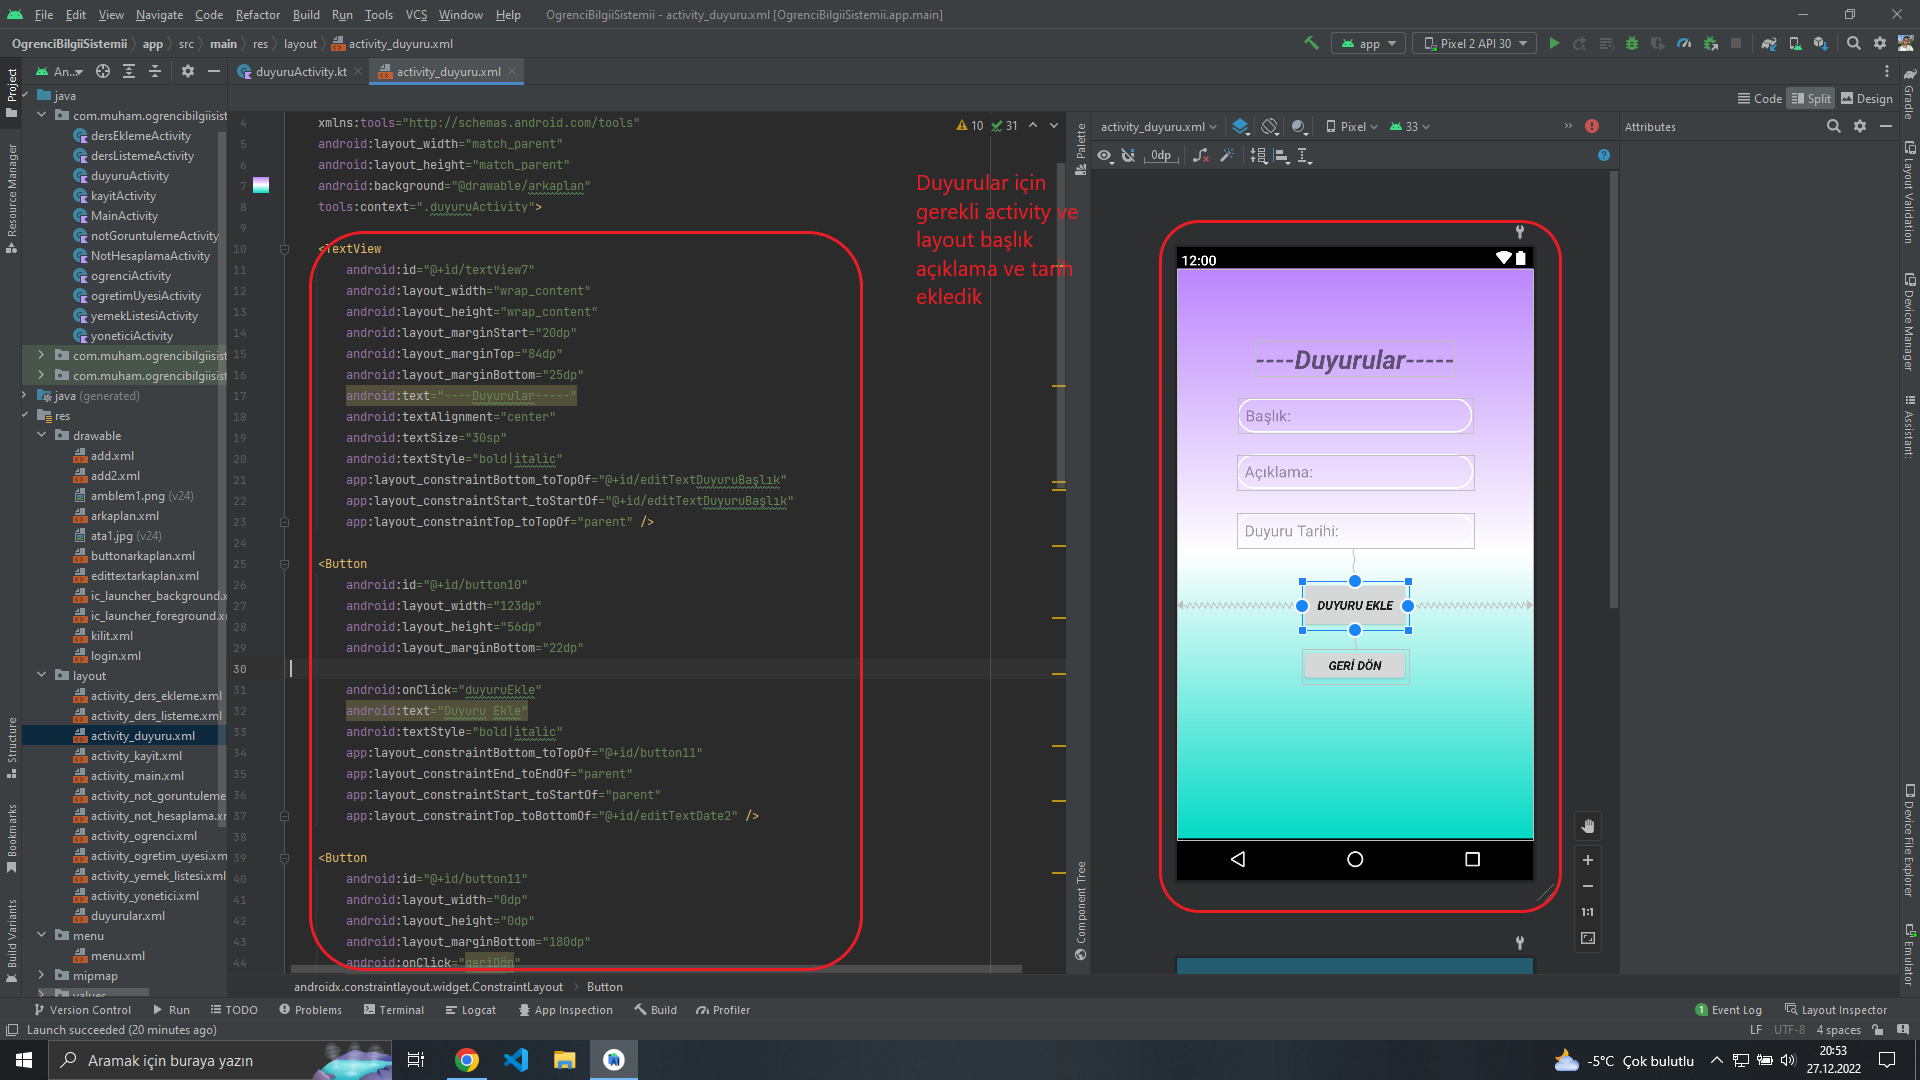 File Edit View Navigate Code Refactor Build Run Tools VCS Window Help OgrenciBilgiiSistemii - activity_duyuru.xml [OgrenciBilgiiSistemii.app.main]
OgrenciBilgiiSistemii app src main res layout activity_duyuru.xml
app Pixel 2 API 30
Project
An...
duyuruActivity.kt activity_duyuru.xml
Code Split Design
java
com.muham.ogrencibilgiisist
dersEklemeActivity
dersListemeActivity
duyuruActivity
kayitActivity
MainActivity
notGoruntulemeActivity
NotHesaplamaActivity
ogrenciActivity
ogretimUyesiActivity
yemekListesiActivity
yoneticiActivity
com.muham.ogrencibilgiisist
com.muham.ogrencibilgiisist
java (generated)
res
drawable
add.xml
add2.xml
amblem1.png (v24)
arkaplan.xml
ata1.jpg (v24)
buttonarkaplan.xml
edittextarkaplan.xml
ic_launcher_background.x
ic_launcher_foreground.x
kilit.xml
login.xml
layout
activity_ders_ekleme.xml
activity_ders_listeme.xml
activity_duyuru.xml
activity_kayit.xml
activity_main.xml
activity_not_goruntuleme
activity_not_hesaplama.xr
activity_ogrenci.xml
activity_ogretim_uyesi.xm
activity_yemek_listesi.xml
activity_yonetici.xml
duyurular.xml
menu
menu.xml
mipmap
values
Resource Manager
Structure
Bookmarks
Build Variants
10 31
4 xmlns:tools="http://schemas.android.com/tools"
5 android:layout_width="match_parent"
6 android:layout_height="match_parent"
7 android:background="@drawable/arkaplan"
8 tools:context=".duyuruActivity">
9
10 <TextView
11 android:id="@+id/textView7"
12 android:layout_width="wrap_content"
13 android:layout_height="wrap_content"
14 android:layout_marginStart="20dp"
15 android:layout_marginTop="84dp"
16 android:layout_marginBottom="25dp"
17 android:text="----Duyurular-----"
18 android:textAlignment="center"
19 android:textSize="30sp"
20 android:textStyle="bold|italic"
21 app:layout_constraintBottom_toTopOf="@+id/editTextDuyuruBaşlık"
22 app:layout_constraintStart_toStartOf="@+id/editTextDuyuruBaşlık"
23 app:layout_constraintTop_toTopOf="parent" />
24
25 <Button
26 android:id="@+id/button10"
27 android:layout_width="123dp"
28 android:layout_height="56dp"
29 android:layout_marginBottom="22dp"
30
31 android:onClick="duyuruEkle"
32 android:text="Duyuru Ekle"
33 android:textStyle="bold|italic"
34 app:layout_constraintBottom_toTopOf="@+id/button11"
35 app:layout_constraintEnd_toEndOf="parent"
36 app:layout_constraintStart_toStartOf="parent"
37 app:layout_constraintTop_toBottomOf="@+id/editTextDate2" />
38
39 <Button
40 android:id="@+id/button11"
41 android:layout_width="0dp"
42 android:layout_height="0dp"
43 android:layout_marginBottom="180dp"
44 android:onClick="geriDön"
androidx.constraintlayout.widget.ConstraintLayout Button
Duyurular için
gerekli activity ve
layout başlık
açıklama ve tarih
ekledik
Palette
Component Tree
activity_duyuru.xml Pixel 33
0dp
12:00
----Duyurular-----
Başlık:
Açıklama:
Duyuru Tarihi:
DUYURU EKLE
GERİ DÖN
1:1
Attributes
Gradle
Layout Validation
Device Manager
Assistant:
Device File Explorer
Emulator
Version Control Run TODO Problems Terminal Logcat App Inspection Build Profiler 1 Event Log Layout Inspector
Launch succeeded (20 minutes ago) LF UTF-8 4 spaces
Aramak için buraya yazın -5°C Çok bulutlu 20:53
27.12.2022